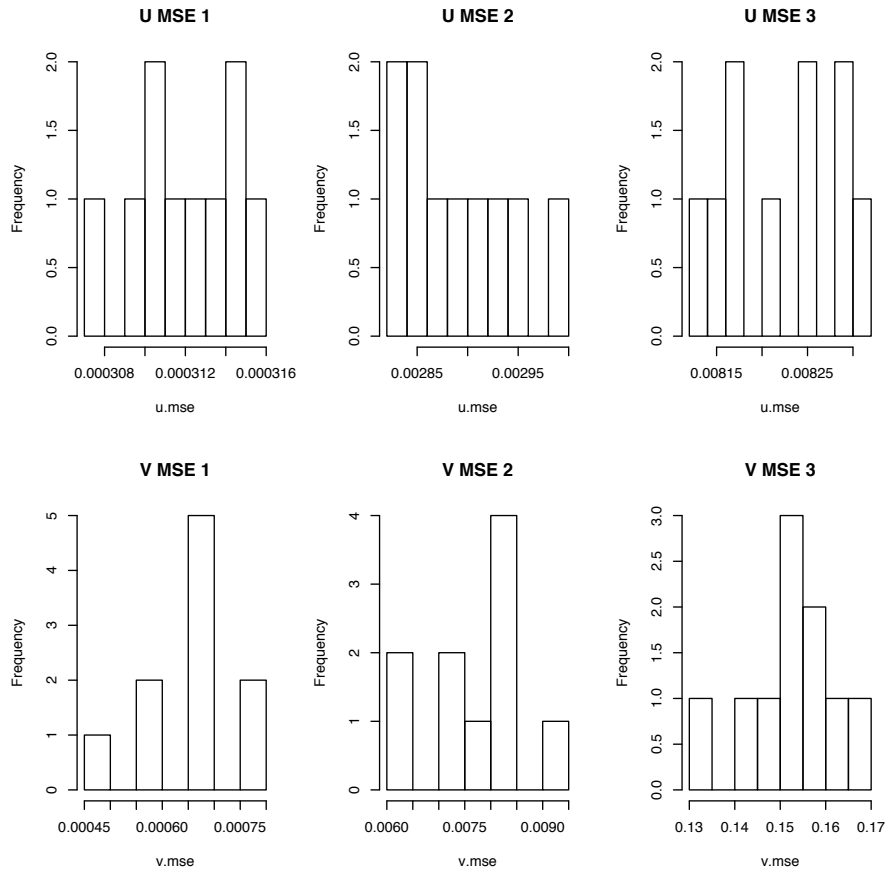 U MSE 1
Frequency
2.0
1.5
1.0
0.5
0.0
0.000308 0.000312 0.000316
u.mse
U MSE 2
Frequency
2.0
1.5
1.0
0.5
0.0
0.00285 0.00295
u.mse
U MSE 3
Frequency
2.0
1.5
1.0
0.5
0.0
0.00815 0.00825
u.mse
V MSE 1
Frequency
5
4
3
2
1
0
0.00045 0.00060 0.00075
v.mse
V MSE 2
Frequency
4
3
2
1
0
0.0060 0.0075 0.0090
v.mse
V MSE 3
Frequency
3.0
2.5
2.0
1.5
1.0
0.5
0.0
0.13 0.14 0.15 0.16 0.17
v.mse